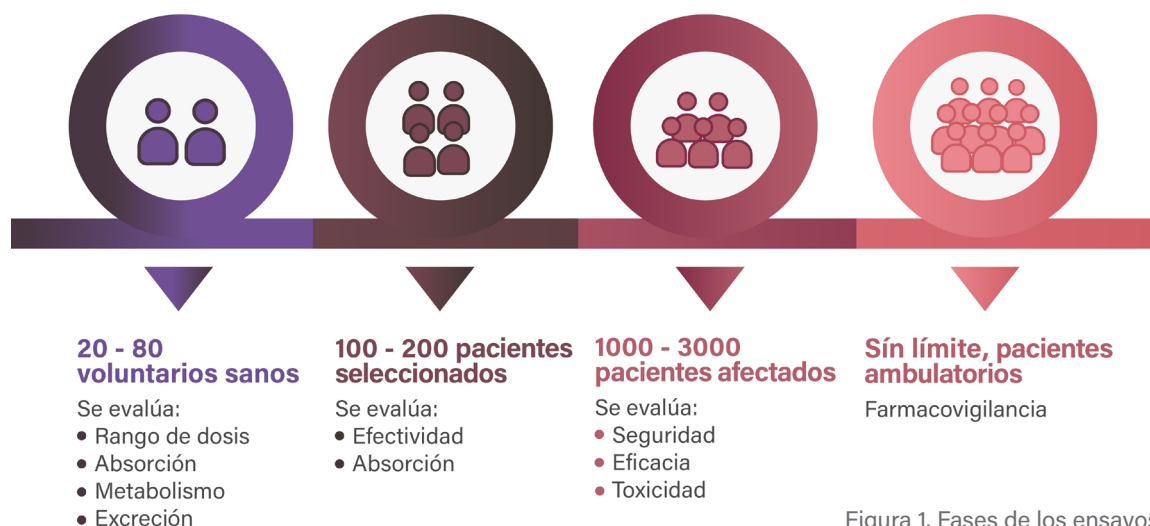 20 - 80
voluntarios sanos
Se evalúa:
• Rango de dosis
• Absorción
• Metabolismo
• Excreción
100 - 200 pacientes
seleccionados
Se evalúa:
• Efectividad
• Absorción
1000 - 3000
pacientes afectados
Se evalúa:
• Seguridad
• Eficacia
• Toxicidad
Sín límite, pacientes
ambulatorios
Farmacovigilancia
Figura 1. Fases de los ensayos